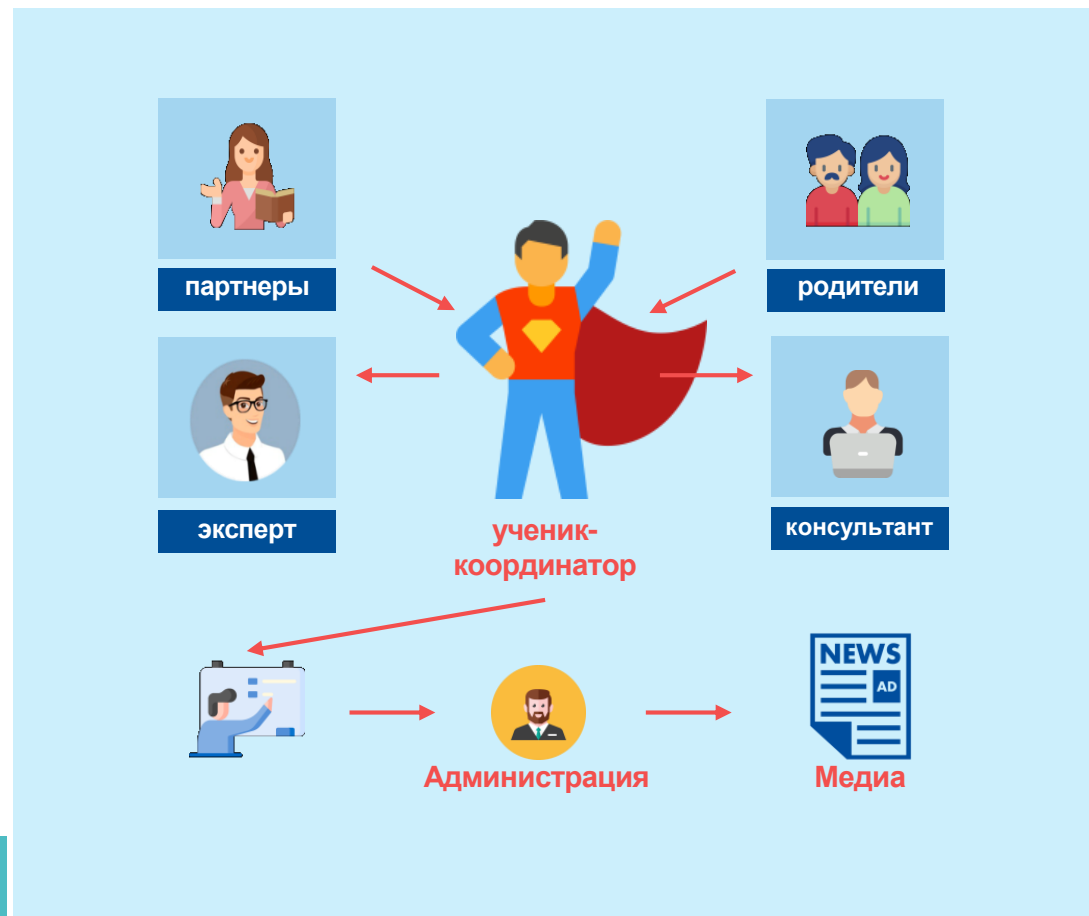 партнеры
родители
эксперт
консультант
ученик-
координатор
NEWS
AD
Администрация
Медиа